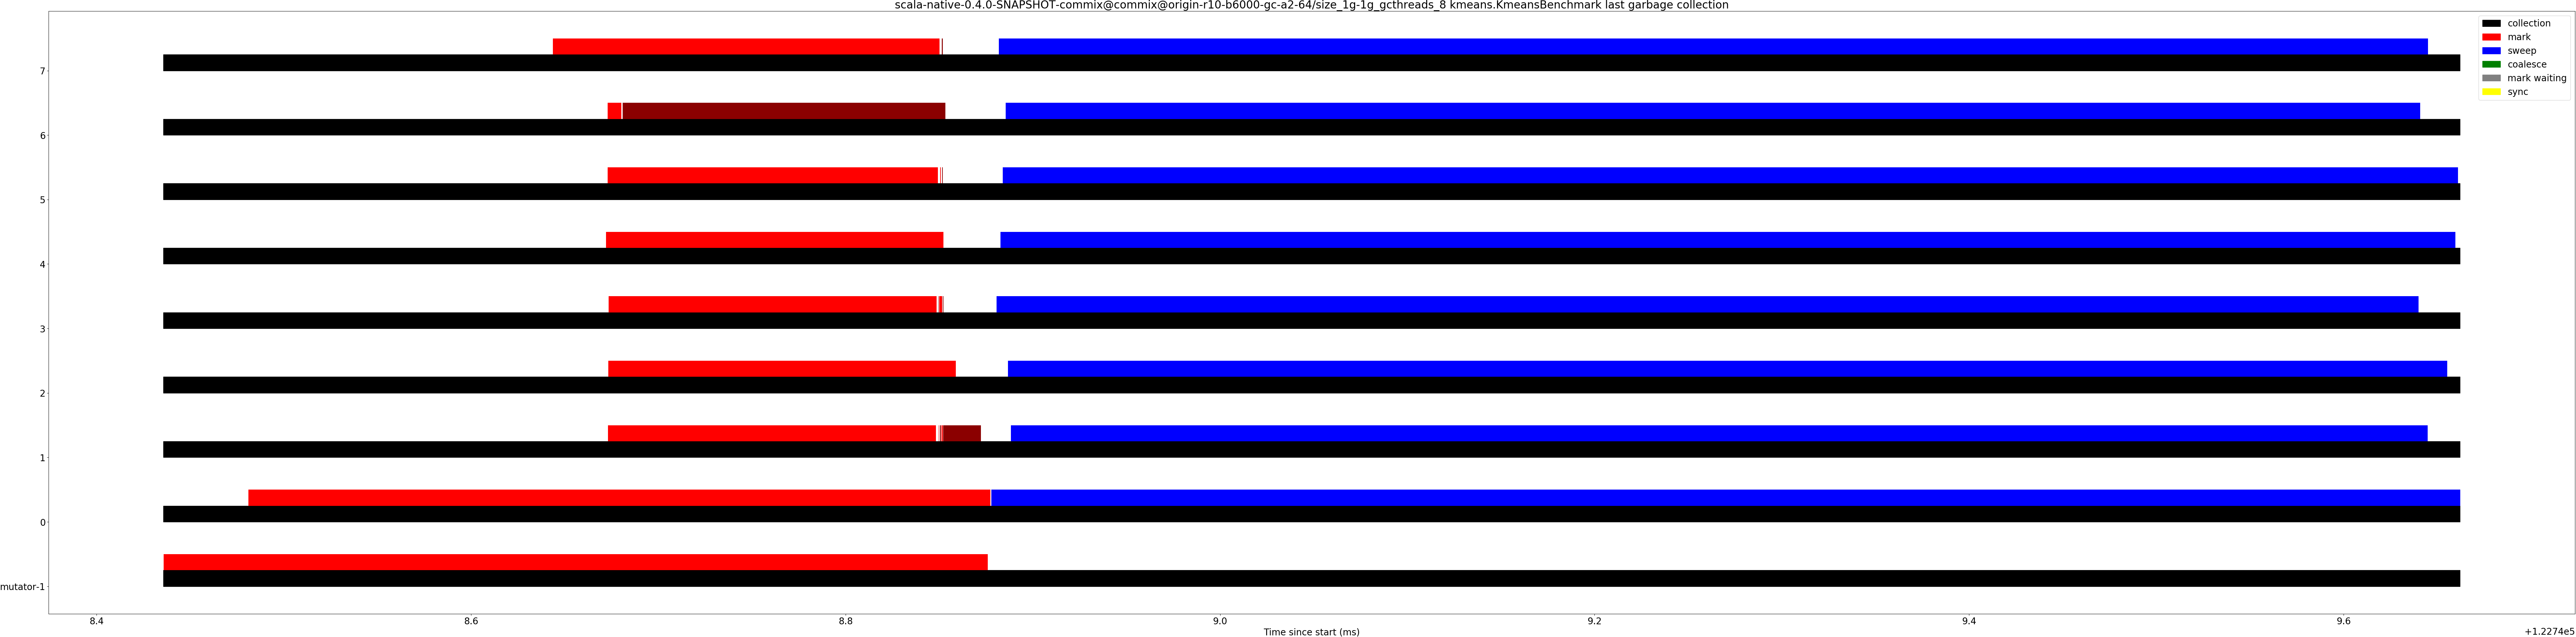 scala-native-0.4.0-SNAPSHOT-commix@commix@origin-r10-b6000-gc-a2-64/size_1g-1g_gcthreads_8 kmeans.KmeansBenchmark last garbage collection
collection
mark
sweep
coalesce
mark waiting
sync
7
6
5
4
3
2
1
0
mutator-1
8.4 8.6 8.8 9.0 9.2 9.4 9.6
Time since start (ms)
+1.2274e5